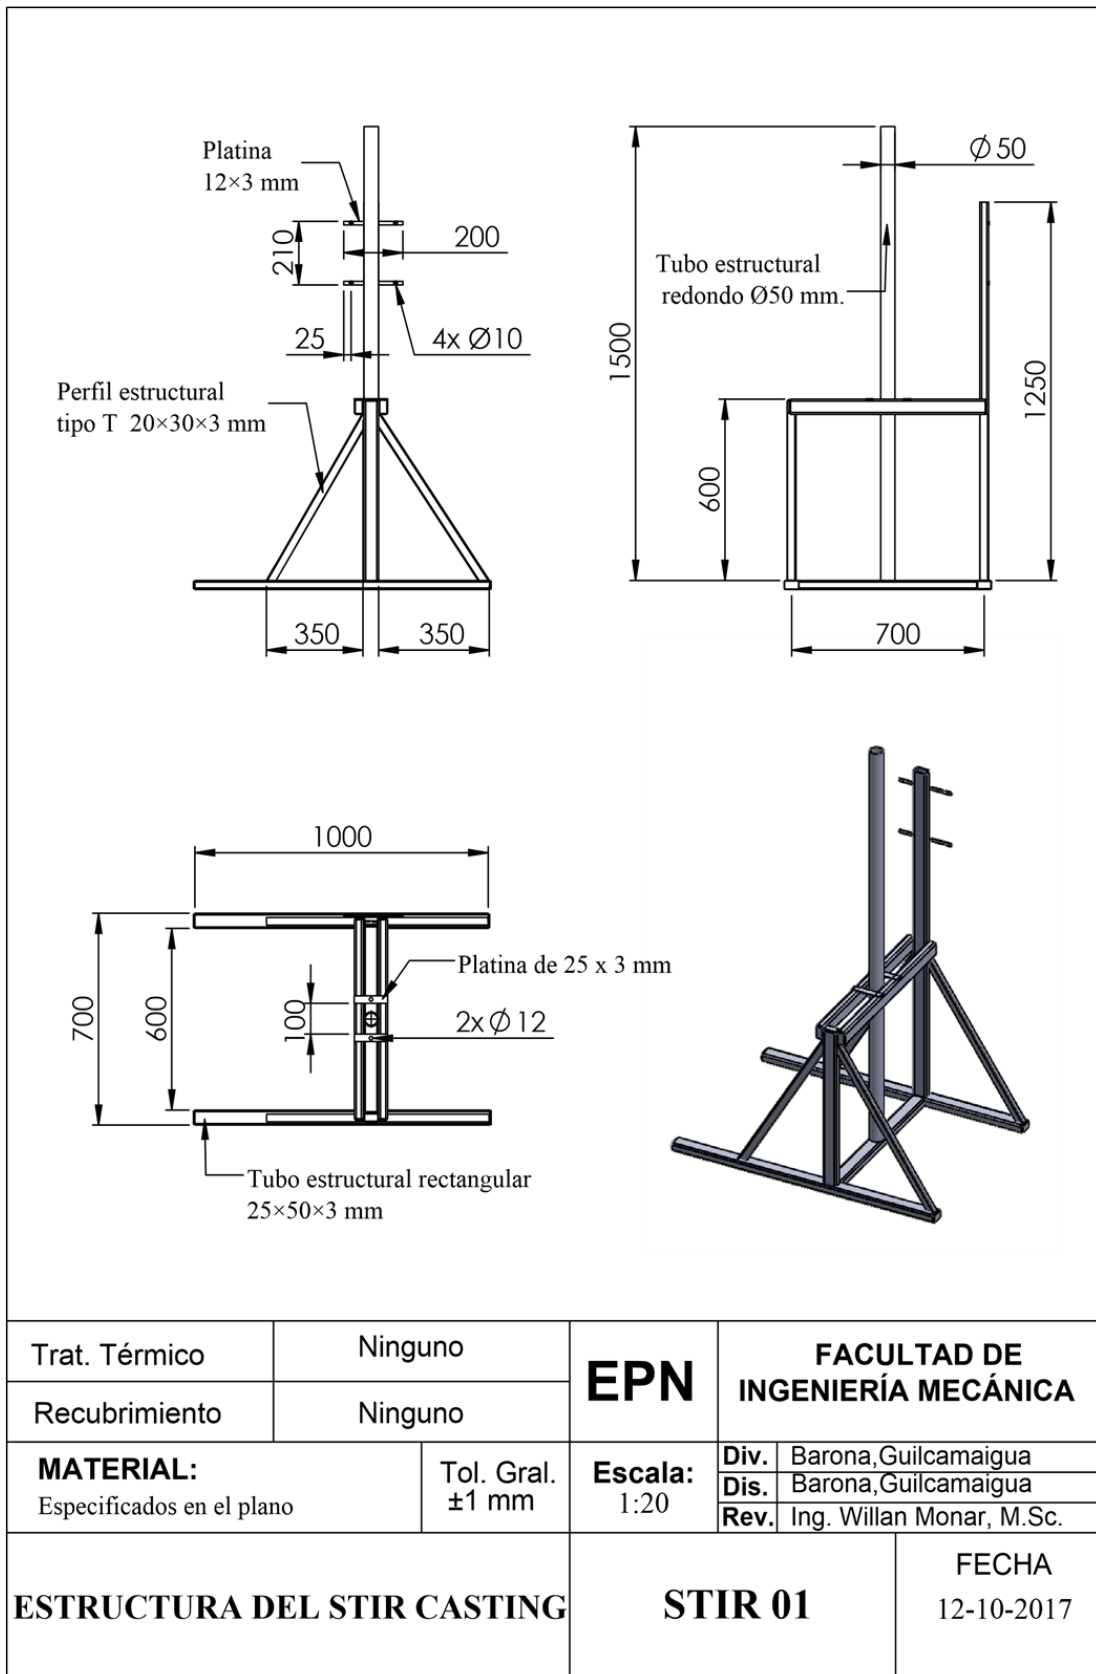 Platina
12×3 mm
210
200
25
4x Ø10
Perfil estructural
tipo T  20×30×3 mm
350
350
Ø50
Tubo estructural
redondo Ø50 mm.
1500
600
1250
700
1000
700
600
100
Platina de 25 x 3 mm
2x Ø12
Tubo estructural rectangular
25×50×3 mm
Trat. Térmico
Ninguno
Recubrimiento
Ninguno
EPN
FACULTAD DE
INGENIERÍA MECÁNICA
MATERIAL:
Especificados en el plano
Tol. Gral.
±1 mm
Escala:
1:20
Div. Barona,Guilcamaigua
Dis. Barona,Guilcamaigua
Rev. Ing. Willan Monar, M.Sc.
ESTRUCTURA DEL STIR CASTING
STIR 01
FECHA
12-10-2017